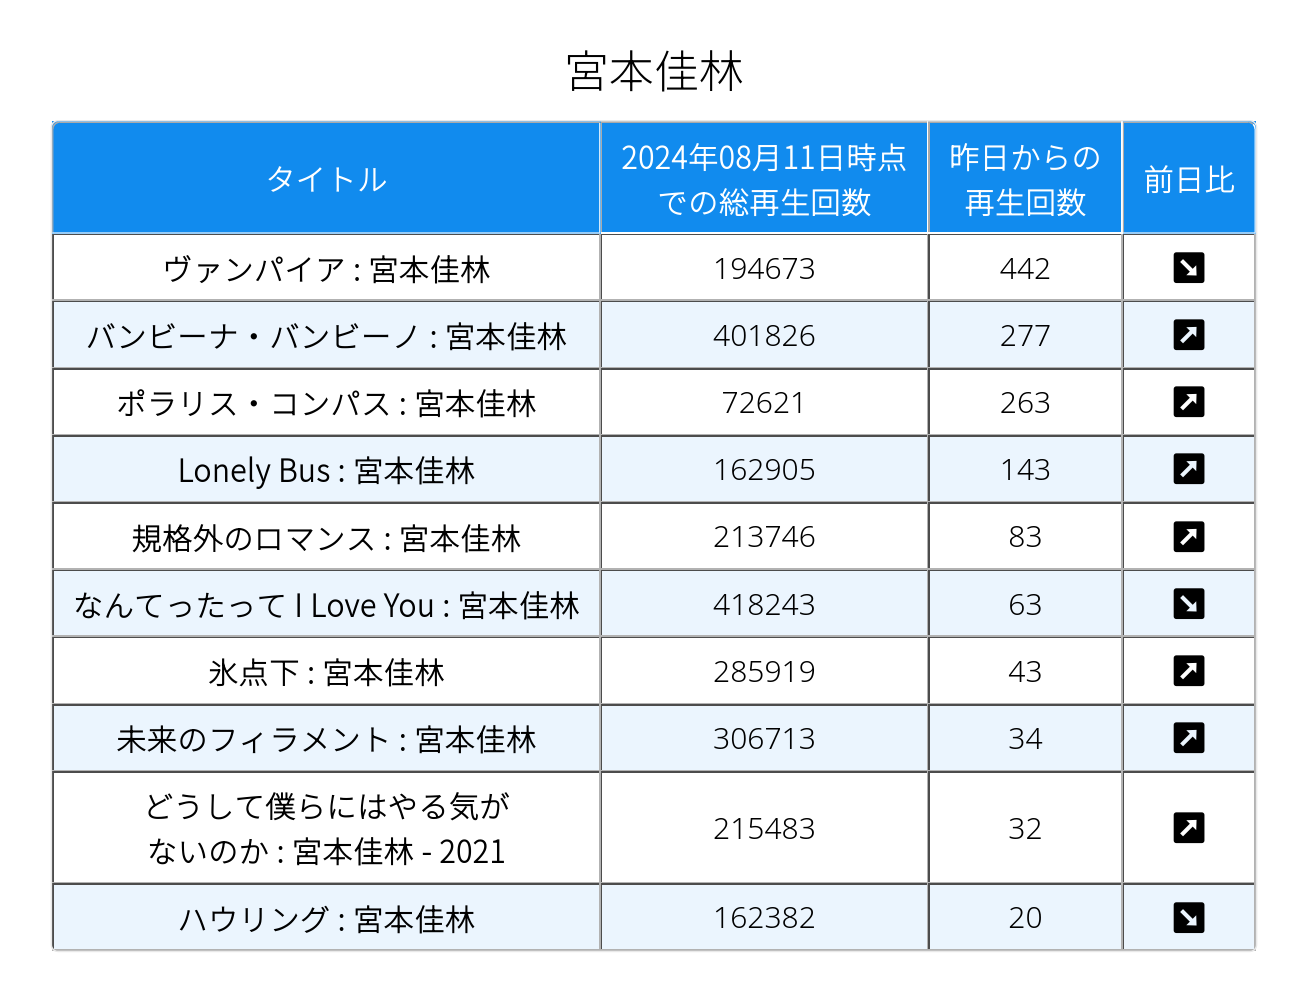 宮本佳林
タイトル
2024年08月11日時点
での総再生回数
昨日からの
再生回数
前日比
ヴァンパイア : 宮本佳林
194673
442
バンビーナ・バンビーノ : 宮本佳林
401826
277
ポラリス・コンパス : 宮本佳林
72621
263
Lonely Bus : 宮本佳林
162905
143
規格外のロマンス : 宮本佳林
213746
83
なんてったって I Love You : 宮本佳林
418243
63
氷点下 : 宮本佳林
285919
43
未来のフィラメント : 宮本佳林
306713
34
どうして僕らにはやる気が
ないのか : 宮本佳林 - 2021
215483
32
ハウリング : 宮本佳林
162382
20